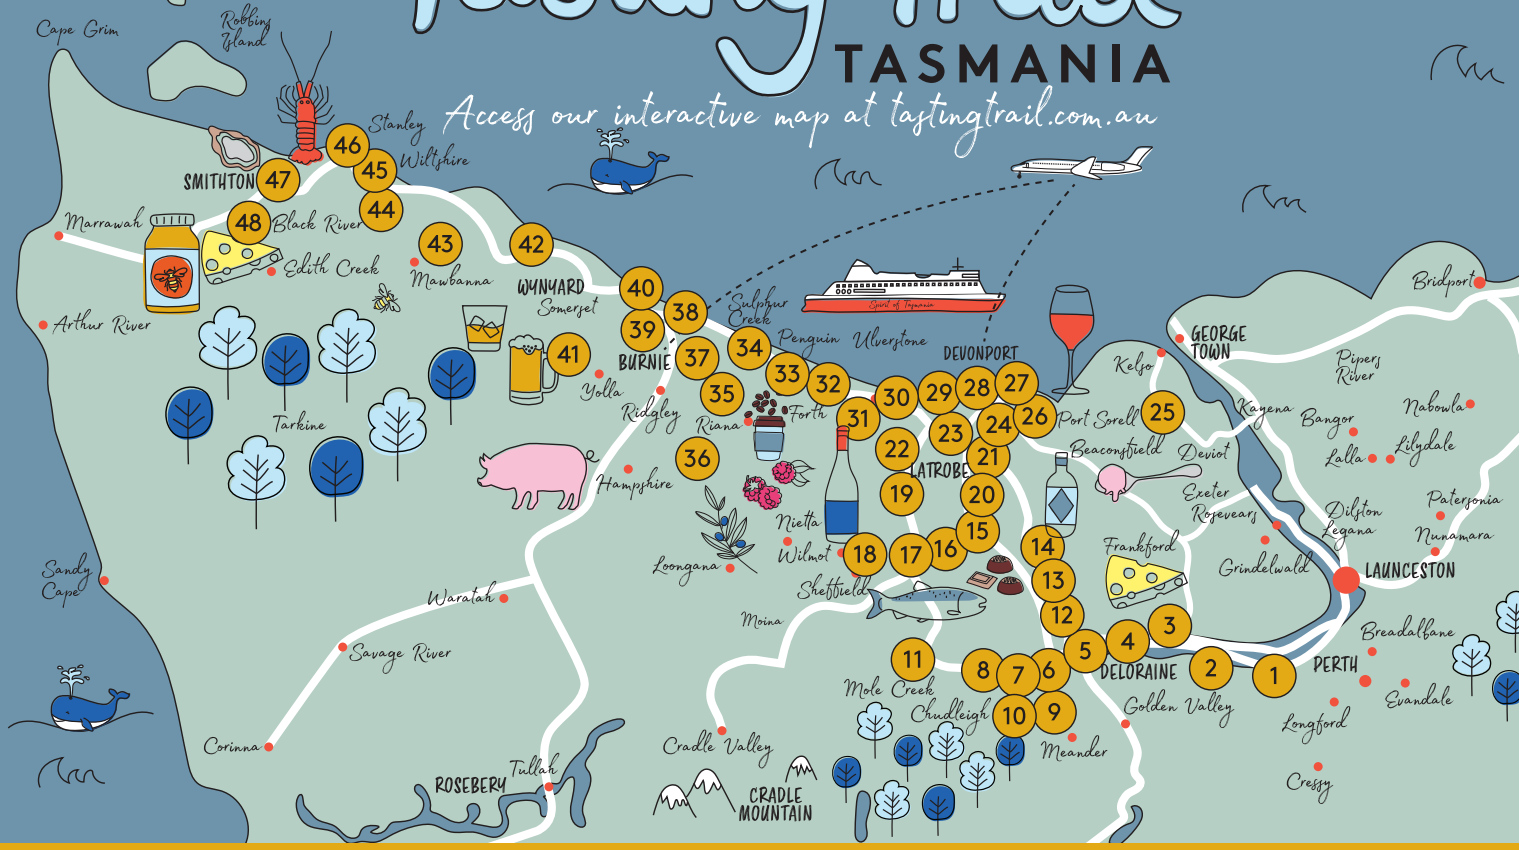 Tasting Trail
TASMANIA
Access our interactive map at tastingtrail.com.au
Cape Grim
Robbins
Island
Stanley
Wiltshire
46
45
47
44
48
SMITHTON
Black River
Marrawah
43
42
Edith Creek
Mawbanna
WYNYARD
Somerset
Arthur River
40
39
38
BURNIE
41
Yolla
Ridgley
Tarkine
Hampshire
37
35
36
34
33
32
Sulphur
Creek
Penguin
Ulverstone
Spirit of Tasmania
DEVONPORT
Riana
Forth
31
30
29
28
27
26
24
23
22
21
LATROBE
19
20
15
16
17
18
14
13
12
Port Sorell
25
Kelso
GEORGE
TOWN
Bridport
Pipers
River
Kayena
Bangor
Nabowla
Lalla
Lilydale
Beaconsfield
Deviot
Exeter
Rosevears
Patersonia
Dilston
Legana
Nunamara
Grindelwald
Frankford
LAUNCESTON
Nietta
Wilmot
Loongana
Sheffield
Moina
Sandy
Cape
Waratah
Savage River
Corinna
Tullah
ROSEBERY
Cradle Valley
CRADLE
MOUNTAIN
11
Mole Creek
8
7
6
5
4
3
2
1
10
9
Chudleigh
Meander
DELORAINE
Golden Valley
PERTH
Breadalbane
Evandale
Longford
Cressy